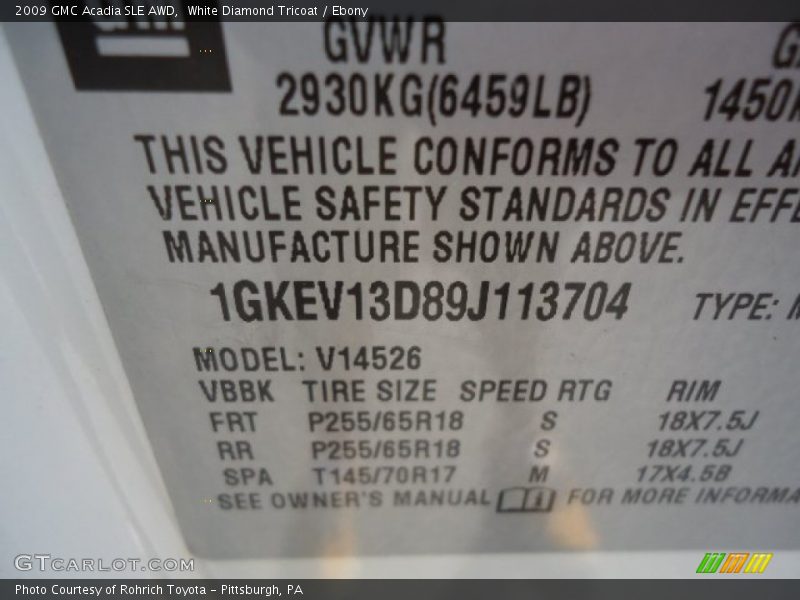 2009 GMC Acadia SLE AWD, White Diamond Tricoat / Ebony
GVWR
2930KG(6459LB) 1450
THIS VEHICLE CONFORMS TO ALL
VEHICLE SAFETY STANDARDS IN EFFE
MANUFACTURE SHOWN ABOVE.
1GKEV13D89J113704 TYPE:
MODEL: V14526
VBBK TIRE SIZE SPEED RTG RIM
FRT P255/65R18 S 18X7.5J
RR P255/65R18 S 18X7.5J
SPA T145/70R17 M 17X4.5B
SEE OWNER'S MANUAL FOR MORE INFORMA
GTCARLOT.COM
Photo Courtesy of Rohrich Toyota - Pittsburgh, PA